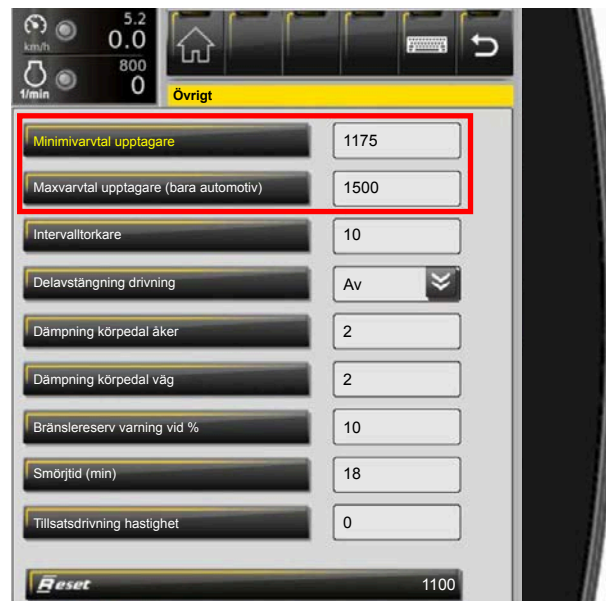 5.2
km/h 0.0
800
1/min 0
Övrigt
Minimivarvtal upptagare 1175
Maxvarvtal upptagare (bara automotiv) 1500
Intervalltorkare 10
Delavstängning drivning Av
Dämpning körpedal åker 2
Dämpning körpedal väg 2
Bränslereserv varning vid % 10
Smörjtid (min) 18
Tillsatsdrivning hastighet 0
Reset 1100